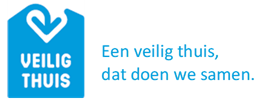 VEILIG
THUIS
Een veilig thuis,
dat doen we samen.